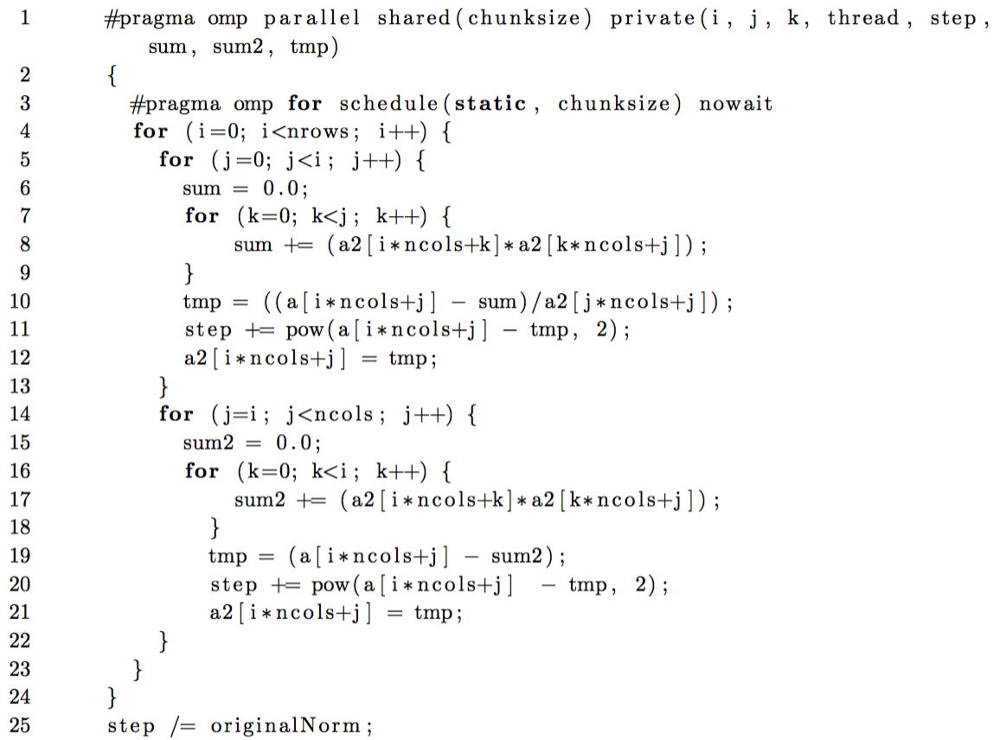 1 #pragma omp parallel shared(chunksize) private(i, j, k, thread, step,
sum, sum2, tmp)
2 {
3 #pragma omp for schedule(static, chunksize) nowait
4 for (i=0; i<nrows; i++) {
5 for (j=0; j<i; j++) {
6 sum = 0.0;
7 for (k=0; k<j; k++) {
8 sum += (a2[i*ncols+k]*a2[k*ncols+j]);
9 }
10 tmp = ((a[i*ncols+j] - sum)/a2[j*ncols+j]);
11 step += pow(a[i*ncols+j] - tmp, 2);
12 a2[i*ncols+j] = tmp;
13 }
14 for (j=i; j<ncols; j++) {
15 sum2 = 0.0;
16 for (k=0; k<i; k++) {
17 sum2 += (a2[i*ncols+k]*a2[k*ncols+j]);
18 }
19 tmp = (a[i*ncols+j] - sum2);
20 step += pow(a[i*ncols+j] - tmp, 2);
21 a2[i*ncols+j] = tmp;
22 }
23 }
24 }
25 step /= originalNorm;